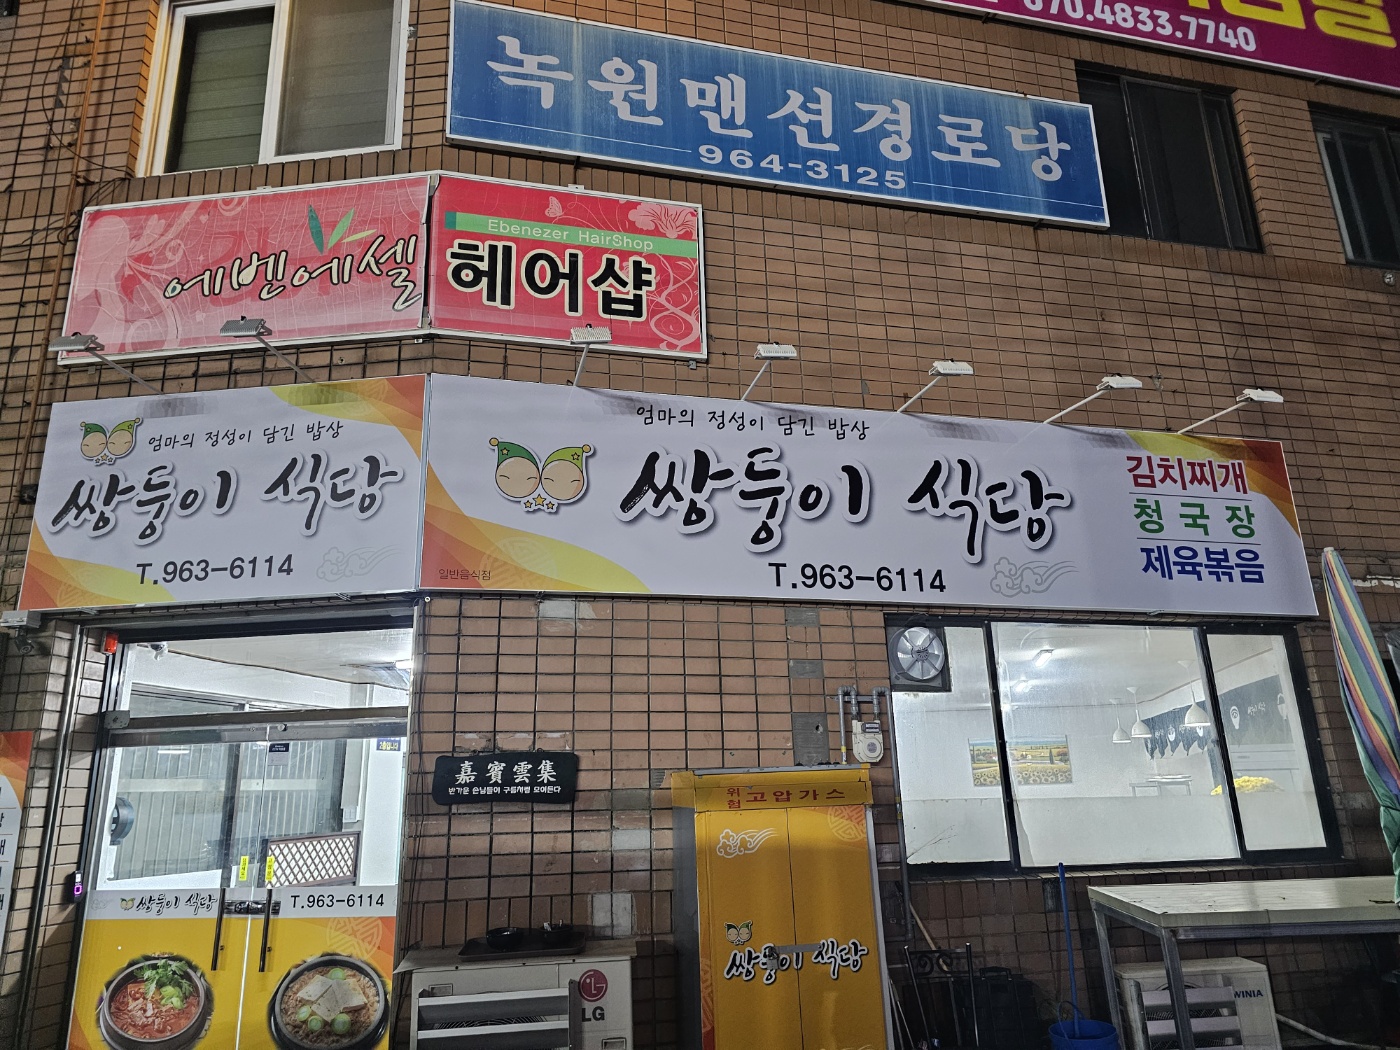 070.4833.7740
녹원맨션경로당
964-3125
에벤에셀
Ebenezer HairShop
헤어샵
엄마의 정성이 담긴 밥상
쌍둥이 식당
T.963-6114
엄마의 정성이 담긴 밥상
쌍둥이 식당
T.963-6114
일반음식점
김치찌개
청국장
제육볶음
嘉賓雲集
반가운 손님들이 구름처럼 모여든다
위험 고압가스
쌍둥이 식당
T.963-6114
쌍둥이 식당
LG
WINIA